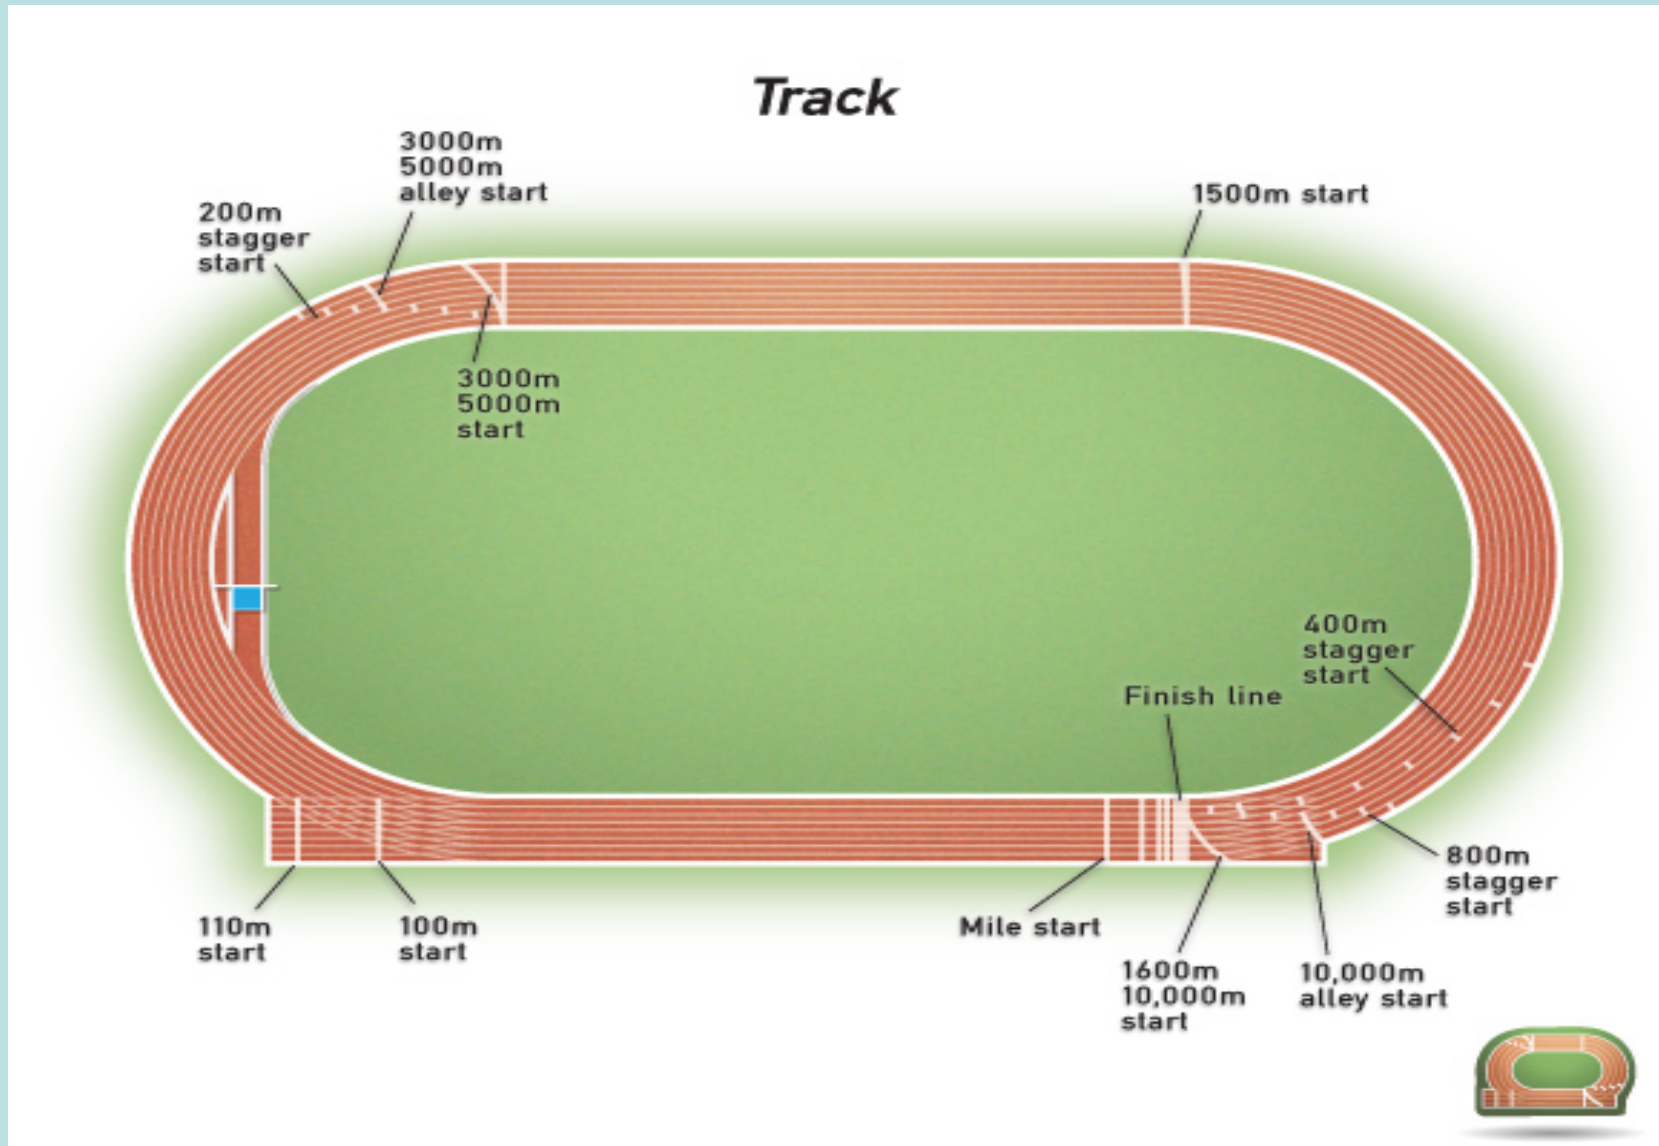 Track
3000m
5000m
alley start
200m
stagger
start
1500m start
3000m
5000m
start
400m
stagger
start
Finish line
800m
stagger
start
110m
start
100m
start
Mile start
1600m
10,000m
start
10,000m
alley start